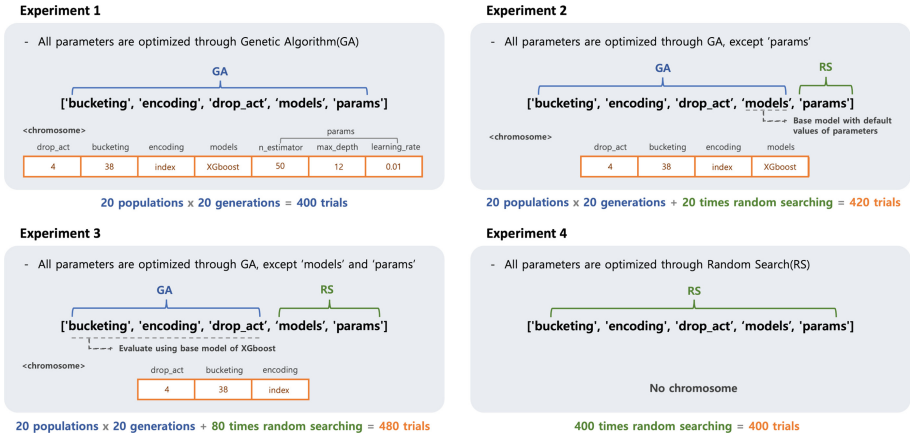 Experiment 1
- All parameters are optimized through Genetic Algorithm(GA)
GA
['bucketing', 'encoding', 'drop_act', 'models', 'params']
<chromosome>
params
drop_act bucketing encoding models n_estimator max_depth learning_rate
4 38 index XGboost 50 12 0.01
20 populations x 20 generations = 400 trials
Experiment 2
- All parameters are optimized through GA, except 'params'
GA RS
['bucketing', 'encoding', 'drop_act', 'models', 'params']
Base model with default
values of parameters
<chromosome>
drop_act bucketing encoding models
4 38 index XGboost
20 populations x 20 generations + 20 times random searching = 420 trials
Experiment 3
- All parameters are optimized through GA, except 'models' and 'params'
GA RS
['bucketing', 'encoding', 'drop_act', 'models', 'params']
Evaluate using base model of XGboost
<chromosome>
drop_act bucketing encoding
4 38 index
20 populations x 20 generations + 80 times random searching = 480 trials
Experiment 4
- All parameters are optimized through Random Search(RS)
RS
['bucketing', 'encoding', 'drop_act', 'models', 'params']
No chromosome
400 times random searching = 400 trials